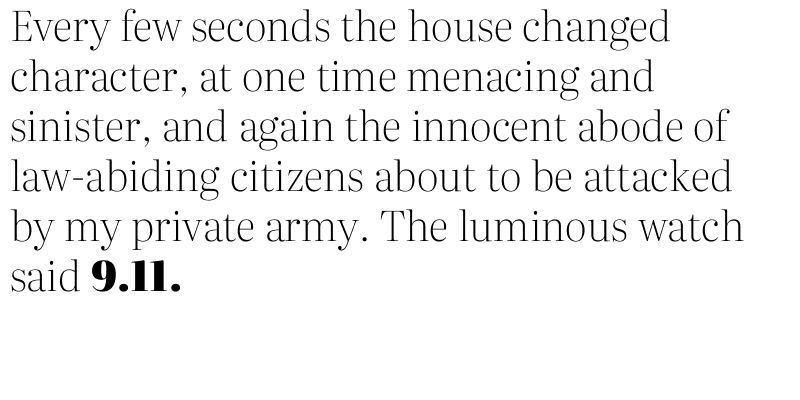 Every few seconds the house changed
character, at one time menacing and
sinister, and again the innocent abode of
law-abiding citizens about to be attacked
by my private army. The luminous watch
said 9.11.